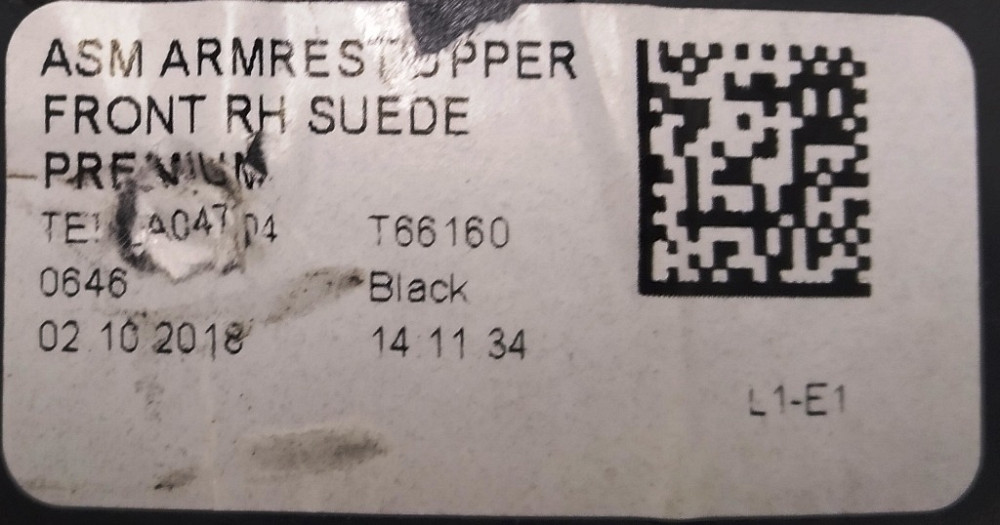 ASM ARMREST UPPER
FRONT RH SUEDE
PREMIUM
T66160
0646 Black
02 10 2018 14 11 34
L1-E1